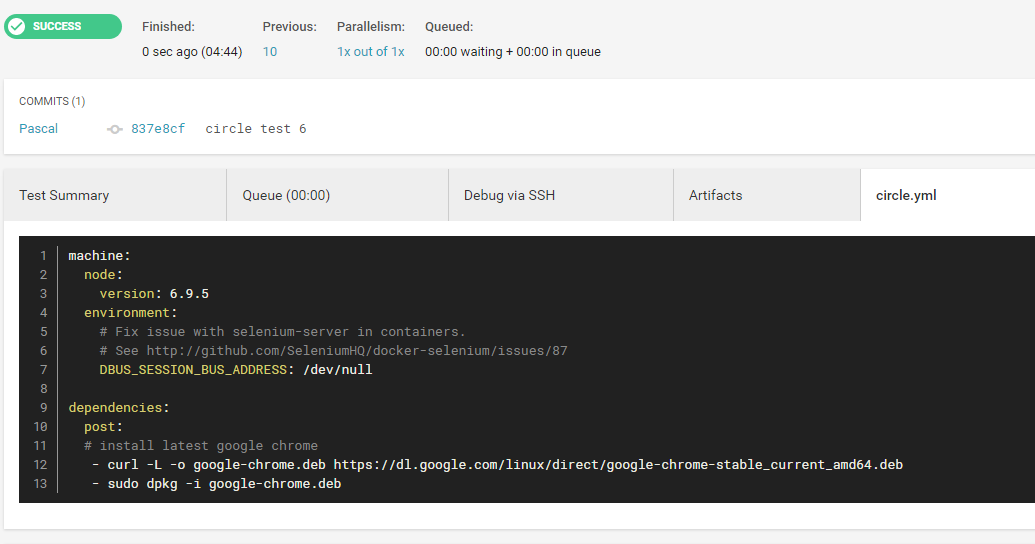 SUCCESS Finished: Previous: Parallelism: Queued:
0 sec ago (04:44) 10 1x out of 1x 00:00 waiting + 00:00 in queue
COMMITS (1)
Pascal 837e8cf circle test 6
Test Summary Queue (00:00) Debug via SSH Artifacts circle.yml
1 machine:
2 node:
3 version: 6.9.5
4 environment:
5 # Fix issue with selenium-server in containers.
6 # See http://github.com/SeleniumHQ/docker-selenium/issues/87
7 DBUS_SESSION_BUS_ADDRESS: /dev/null
8
9 dependencies:
10 post:
11 # install latest google chrome
12 - curl -L -o google-chrome.deb https://dl.google.com/linux/direct/google-chrome-stable_current_amd64.deb
13 - sudo dpkg -i google-chrome.deb